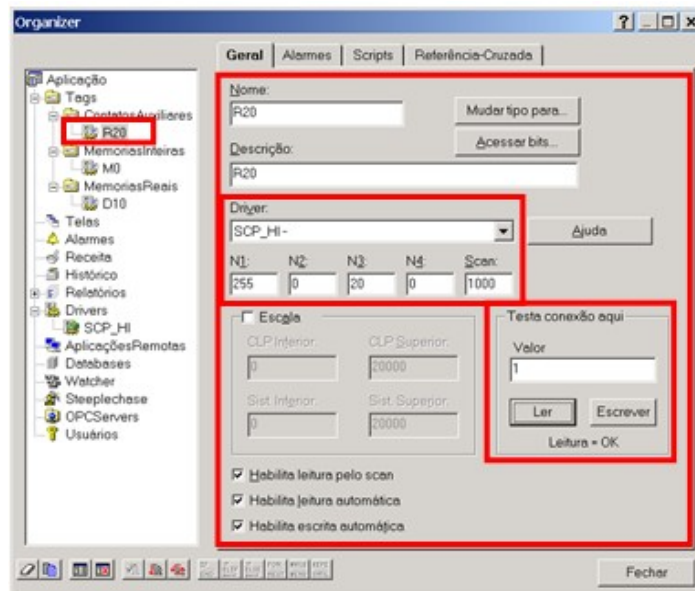 Organizer
Geral Alarmes Scripts Referência-Cruzada
Aplicação
Tags
ContatosAuxiliares
R20
MemoriasInteiras
M0
MemoriasReais
D10
Telas
Alarmes
Receita
Histórico
Relatórios
Drivers
SCP_HI
AplicaçõesRemotas
Databases
Watcher
Steeplechase
OPCServers
Usuários
Nome:
R20
Mudar tipo para...
Acessar bits...
Descrição:
R20
Driver:
SCP_HI -
Ajuda
N1: N2: N3: N4: Scan:
255 0 20 0 1000
Escala
CLP Inferior: CLP Superior:
0 20000
Sist. Inferior: Sist. Superior:
0 20000
Testa conexão aqui
Valor
1
Ler Escrever
Leitura = OK
Habilita leitura pelo scan
Habilita leitura automática
Habilita escrita automática
Fechar